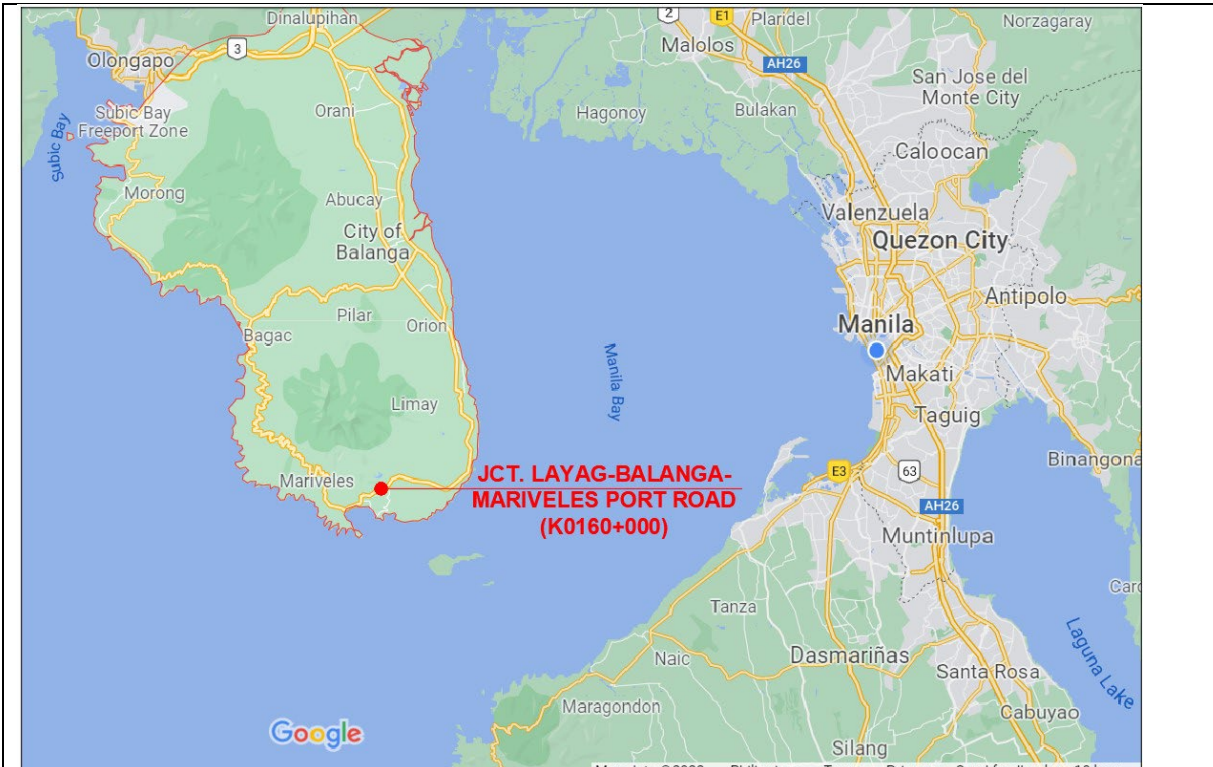 Dinalupihan
2
E1
Plaridel
Norzagaray
3
Malolos
Olongapo
AH26
San Jose del
Monte City
Subic Bay
Freeport Zone
Orani
Hagonoy
Bulakan
Subic Bay
Caloocan
Morong
Abucay
Valenzuela
City of
Balanga
Quezon City
Antipolo
Pilar
Orion
Manila
Bagac
Manila Bay
Makati
Limay
Taguig
Binangona
Mariveles
JCT. LAYAG-BALANGA-
MARIVELES PORT ROAD
(K0160+000)
E3
63
AH26
Muntinlupa
Card
Tanza
Naic
Dasmariñas
Laguna Lake
Santa Rosa
Maragondon
Cabuyao
Google
Silang